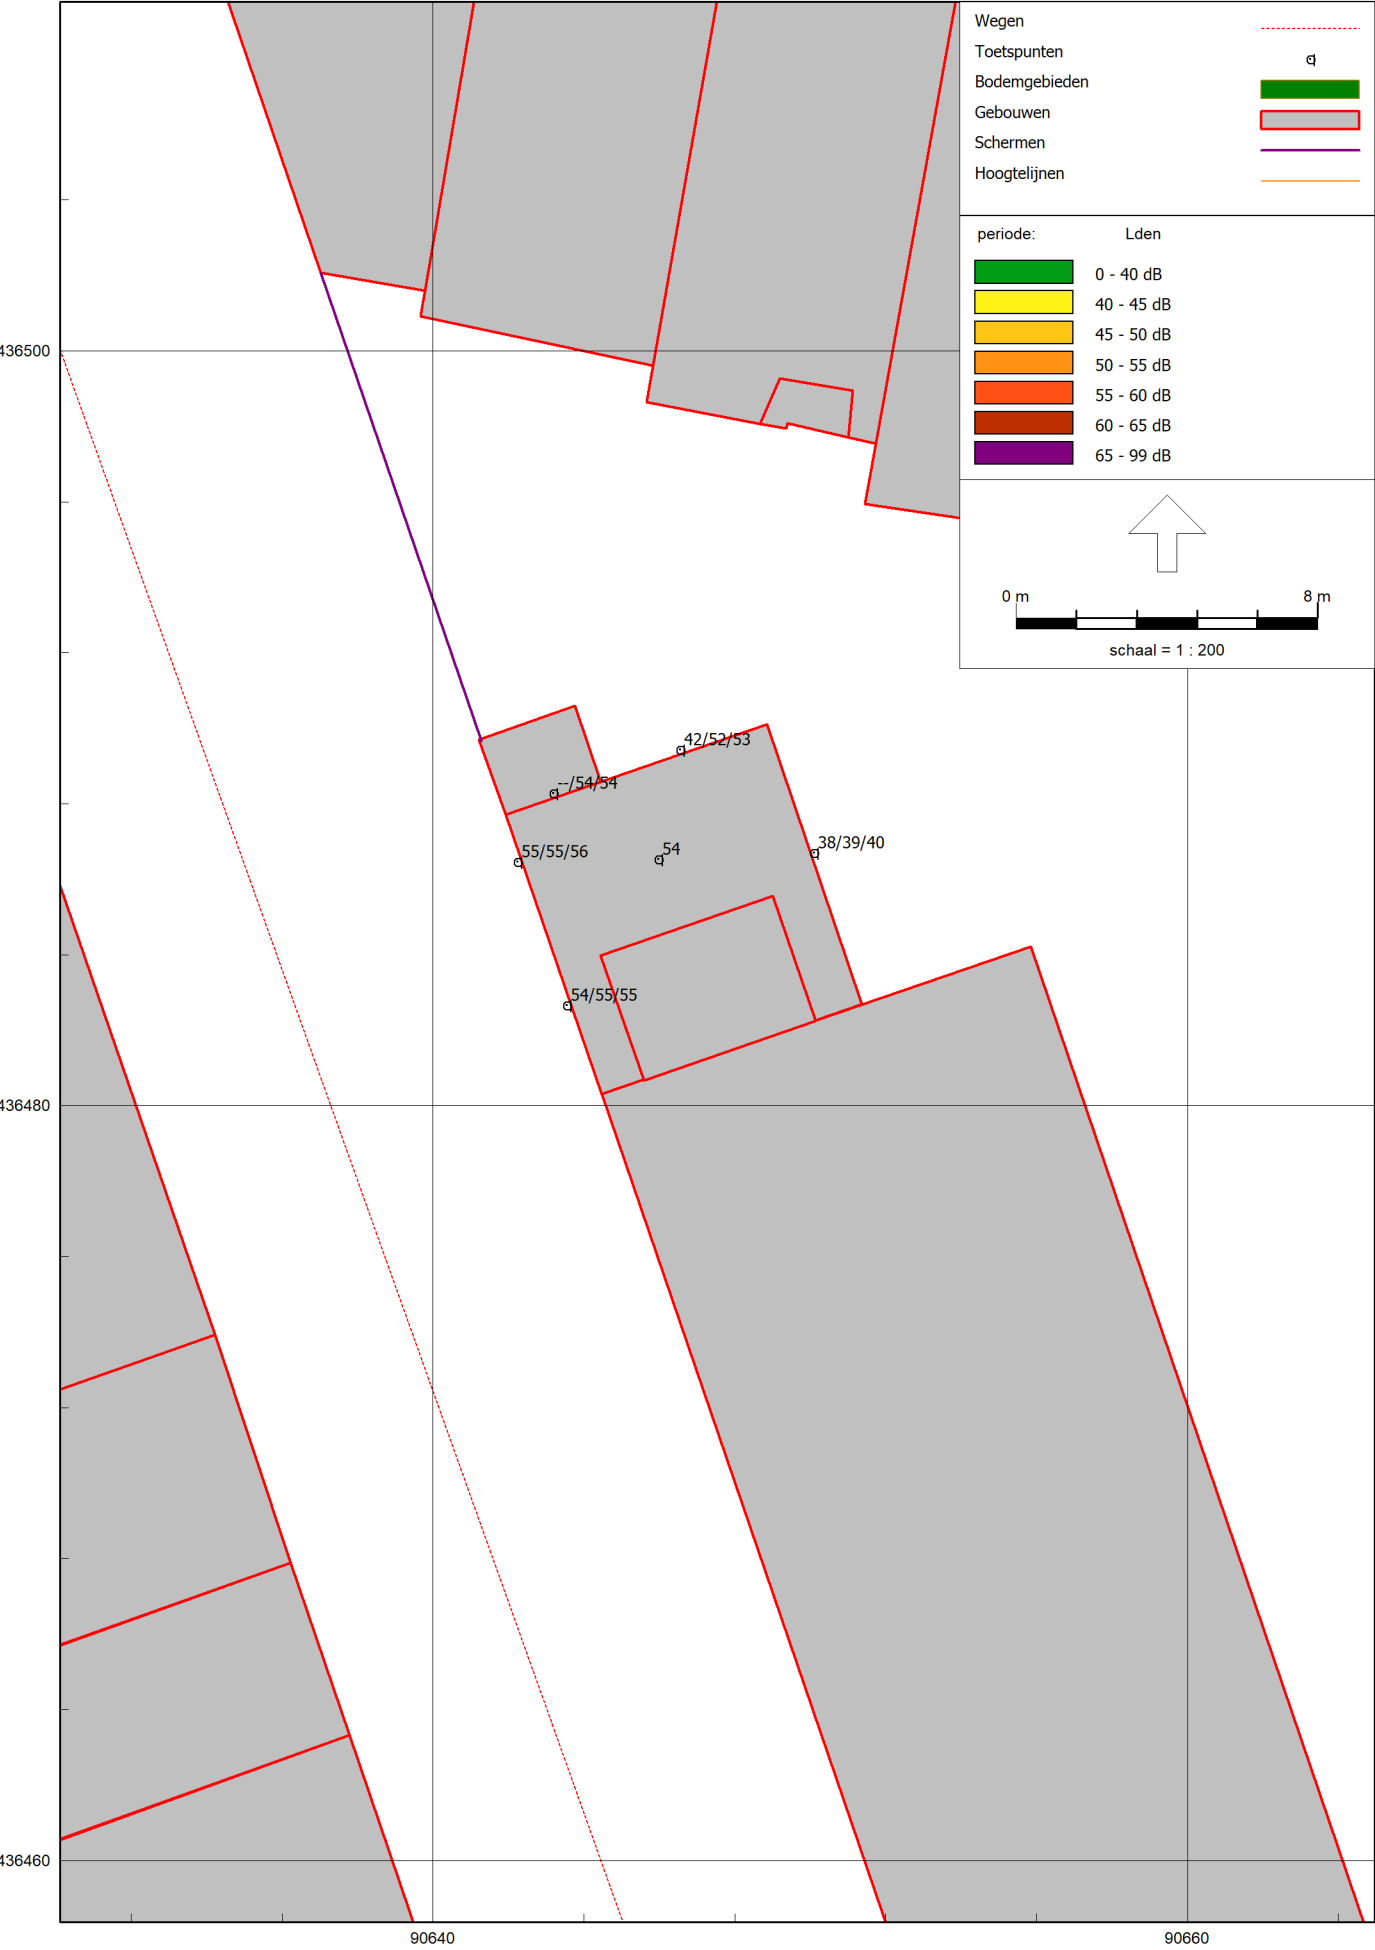 Wegen
Toetspunten
Bodemgebieden
Gebouwen
Schermen
Hoogtelijnen
periode: Lden
0 - 40 dB
40 - 45 dB
45 - 50 dB
50 - 55 dB
55 - 60 dB
60 - 65 dB
65 - 99 dB
0 m 8 m
schaal = 1 : 200
436500
42/52/53
--/54/54
55/55/56
54
38/39/40
54/55/55
436480
436460
90640 90660